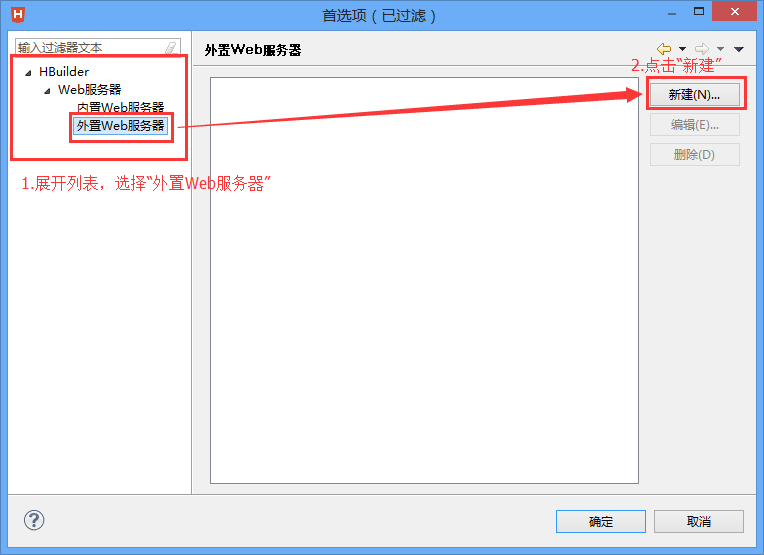 首选项（已过滤）
输入过滤器文本
HBuilder
Web服务器
内置Web服务器
外置Web服务器
1.展开列表，选择“外置Web服务器”
外置Web服务器
2.点击“新建”
新建(N)...
编辑(E)...
删除(D)
确定
取消